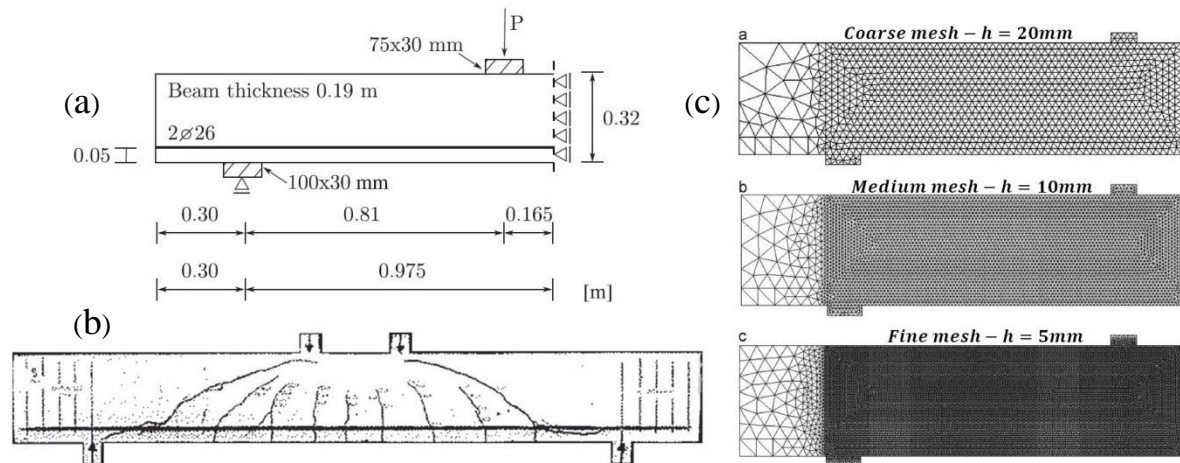 (a)
P
75x30 mm
Beam thickness 0.19 m
2⌀26
0.32
0.05
100x30 mm
0.30 0.81 0.165
0.30 0.975
[m]
(b)
(c)
a
Coarse mesh – h = 20mm
b
Medium mesh – h = 10mm
c
Fine mesh – h = 5mm